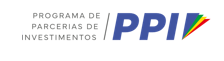 PROGRAMA DE
PARCERIAS DE
INVESTIMENTOS
PPI